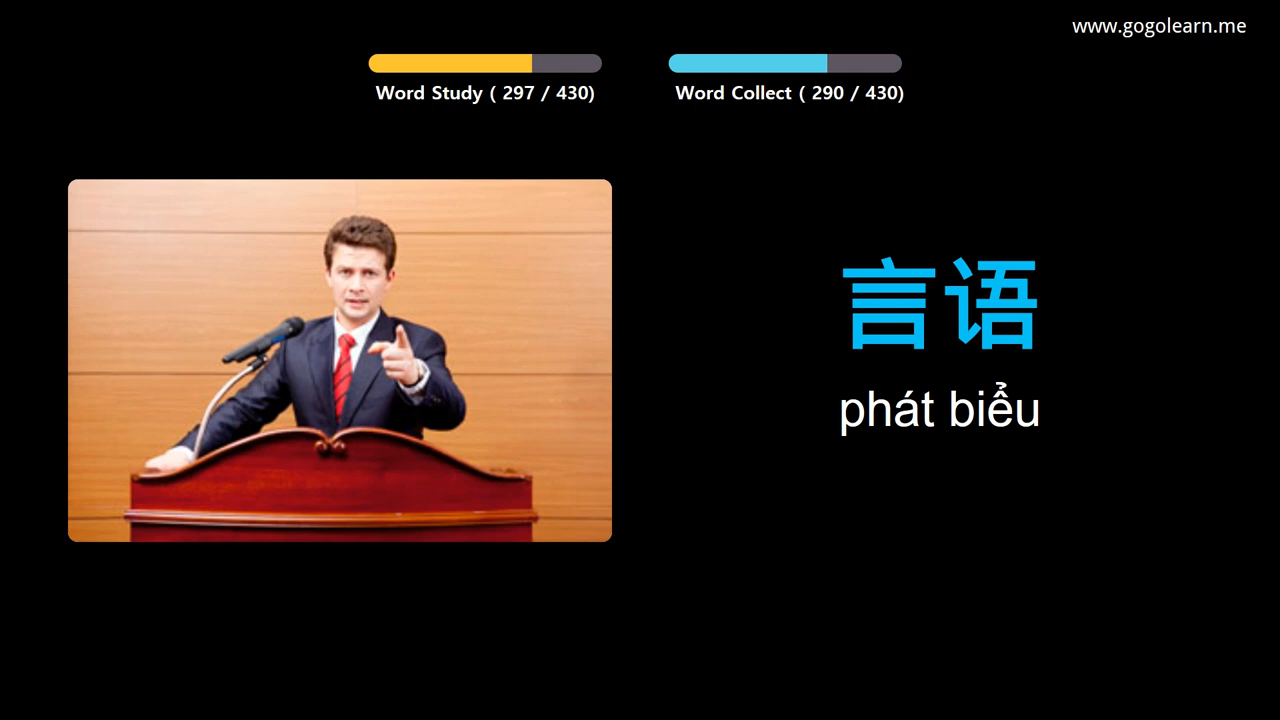 www.gogolearn.me
Word Study ( 297 / 430)
Word Collect ( 290 / 430)
言语
phát biểu